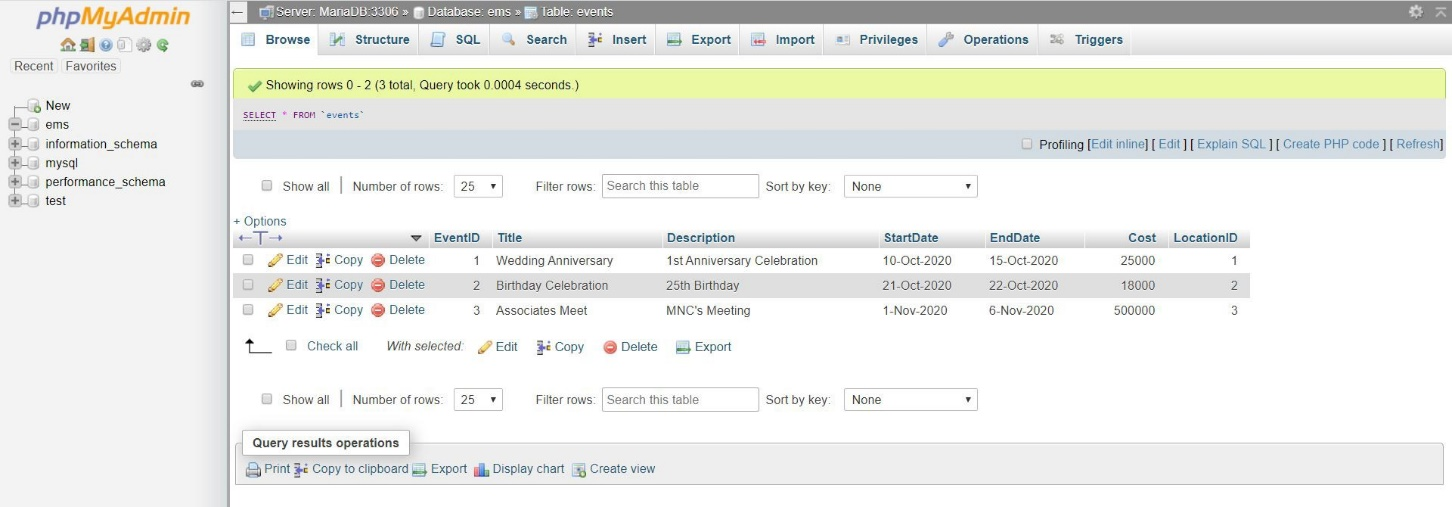 phpMyAdmin
Recent Favorites
New
ems
information_schema
mysql
performance_schema
test
Server: MariaDB:3306 » Database: ems » Table: events
Browse Structure SQL Search Insert Export Import Privileges Operations Triggers
Showing rows 0 - 2 (3 total, Query took 0.0004 seconds.)
SELECT * FROM `events`
Profiling [Edit inline] [ Edit ] [ Explain SQL ] [ Create PHP code ] [ Refresh]
Show all Number of rows: 25 Filter rows: Search this table Sort by key: None
+ Options
EventID Title Description StartDate EndDate Cost LocationID
Edit Copy Delete 1 Wedding Anniversary 1st Anniversary Celebration 10-Oct-2020 15-Oct-2020 25000 1
Edit Copy Delete 2 Birthday Celebration 25th Birthday 21-Oct-2020 22-Oct-2020 18000 2
Edit Copy Delete 3 Associates Meet MNC's Meeting 1-Nov-2020 6-Nov-2020 500000 3
Check all With selected: Edit Copy Delete Export
Show all Number of rows: 25 Filter rows: Search this table Sort by key: None
Query results operations
Print Copy to clipboard Export Display chart Create view